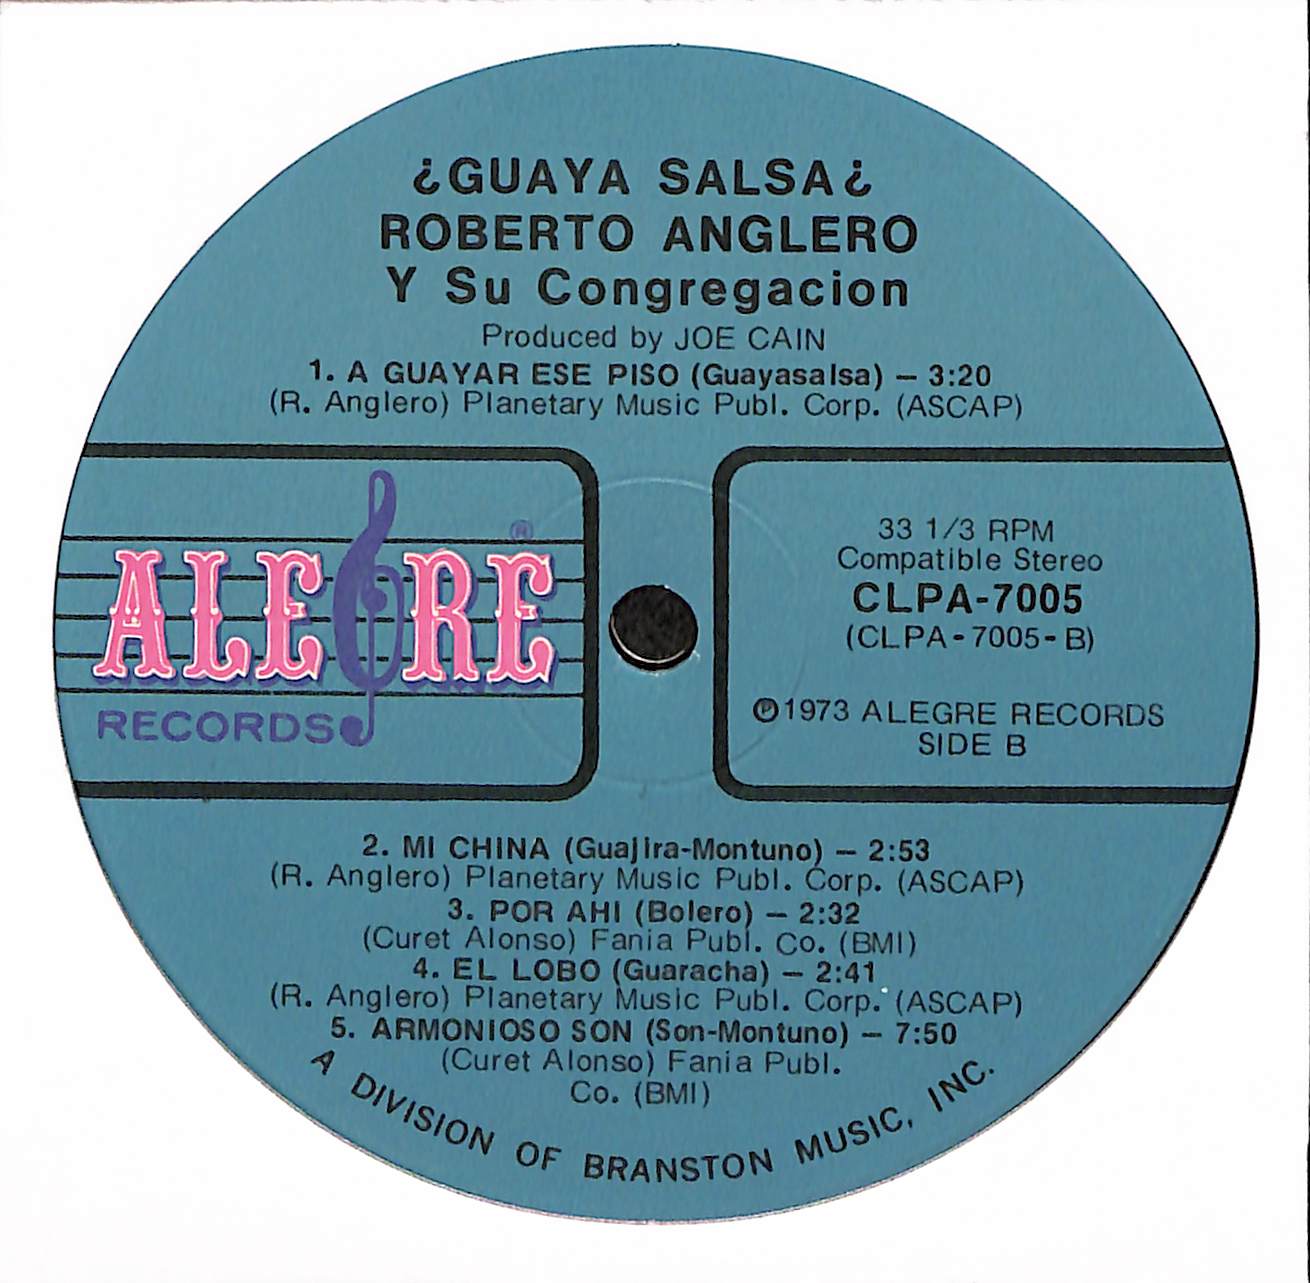 ¿GUAYA SALSA¿
ROBERTO ANGLERO
Y Su Congregacion
Produced by JOE CAIN
1. A GUAYAR ESE PISO (Guayasalsa) – 3:20
(R. Anglero) Planetary Music Publ. Corp. (ASCAP)
ALEGRE®
RECORDS
33 1/3 RPM
Compatible Stereo
CLPA-7005
(CLPA-7005-B)
℗1973 ALEGRE RECORDS
SIDE B
2. MI CHINA (Guajira-Montuno) – 2:53
(R. Anglero) Planetary Music Publ. Corp. (ASCAP)
3. POR AHI (Bolero) – 2:32
(Curet Alonso) Fania Publ. Co. (BMI)
4. EL LOBO (Guaracha) – 2:41
(R. Anglero) Planetary Music Publ. Corp. (ASCAP)
5. ARMONIOSO SON (Son-Montuno) – 7:50
(Curet Alonso) Fania Publ.
Co. (BMI)
A DIVISION OF BRANSTON MUSIC, INC.